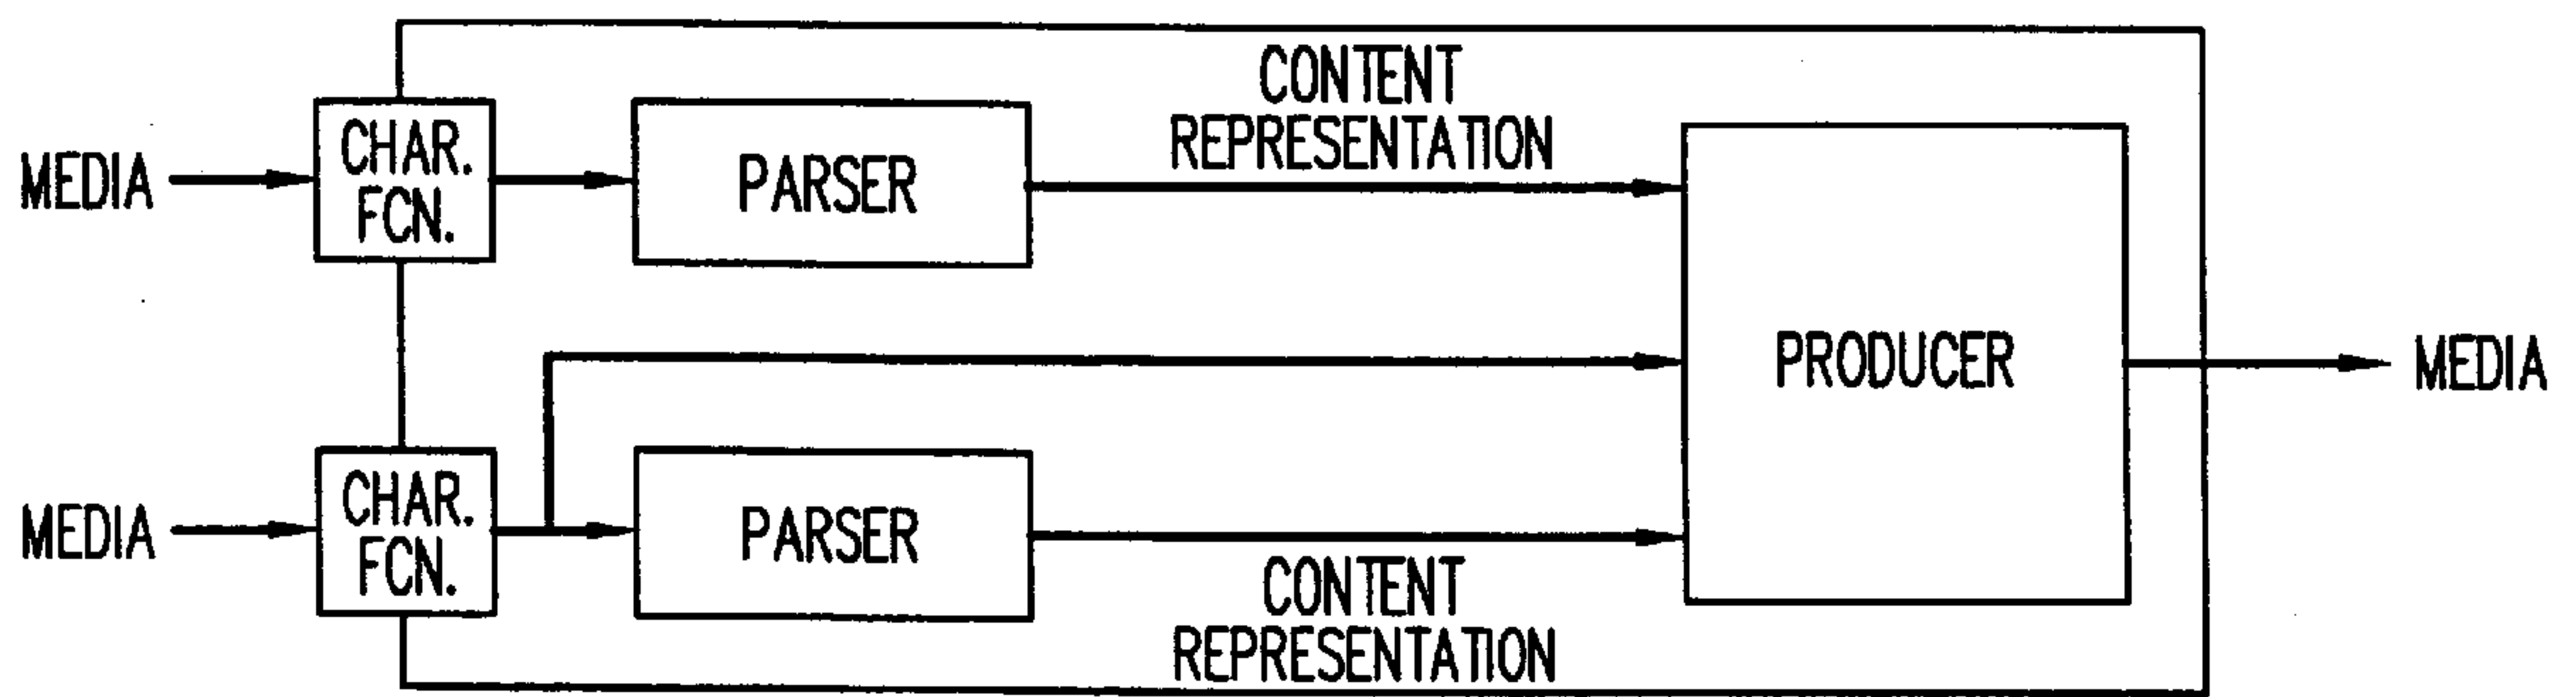 CONTENT
REPRESENTATION
MEDIA
CHAR.
FCN.
PARSER
PRODUCER
MEDIA
MEDIA
CHAR.
FCN.
PARSER
CONTENT
REPRESENTATION